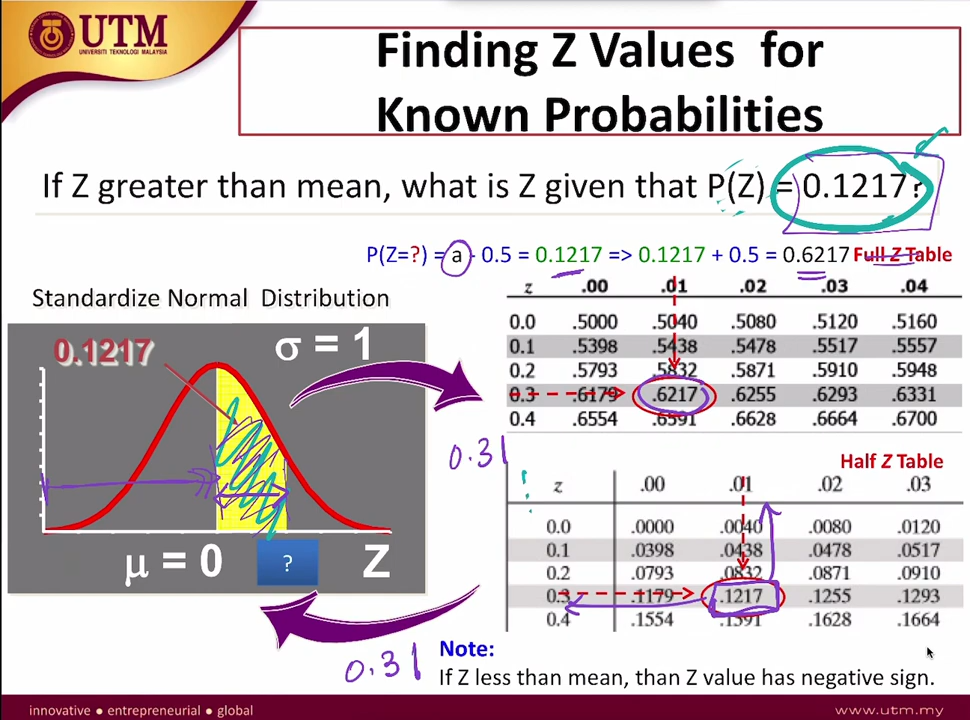 UTM
UNIVERSITI TEKNOLOGI MALAYSIA
Finding Z Values for
Known Probabilities
If Z greater than mean, what is Z given that P(Z) = 0.1217?
P(Z=?) = a - 0.5 = 0.1217 => 0.1217 + 0.5 = 0.6217 Full Z Table
Standardize Normal Distribution
0.1217
σ = 1
μ = 0
?
Z
z .00 .01 .02 .03 .04
0.0 .5000 .5040 .5080 .5120 .5160
0.1 .5398 .5438 .5478 .5517 .5557
0.2 .5793 .5832 .5871 .5910 .5948
0.3 .6179 .6217 .6255 .6293 .6331
0.4 .6554 .6591 .6628 .6664 .6700
0.31
Half Z Table
z .00 .01 .02 .03
0.0 .0000 .0040 .0080 .0120
0.1 .0398 .0438 .0478 .0517
0.2 .0793 .0832 .0871 .0910
0.3 .1179 .1217 .1255 .1293
0.4 .1554 .1591 .1628 .1664
0.31
Note:
If Z less than mean, than Z value has negative sign.
innovative ● entrepreneurial ● global
www.utm.my